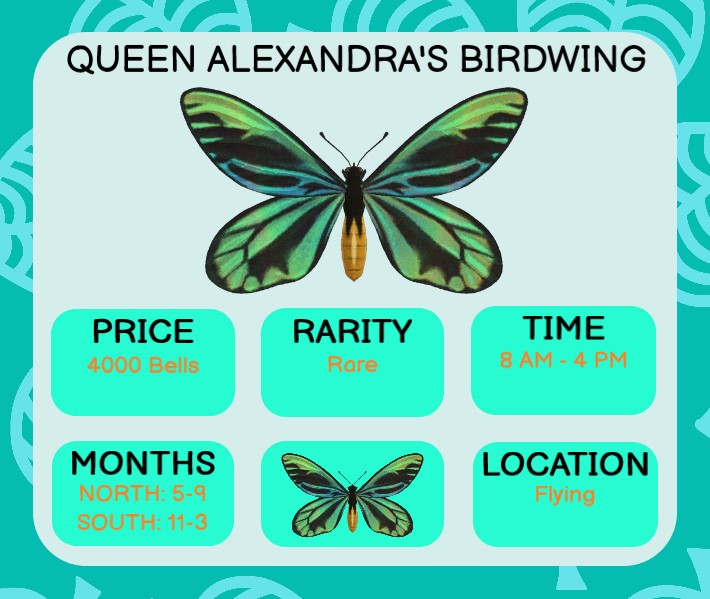 QUEEN ALEXANDRA'S BIRDWING
PRICE
4000 Bells
RARITY
Rare
TIME
8 AM - 4 PM
MONTHS
NORTH: 5-9
SOUTH: 11-3
LOCATION
Flying